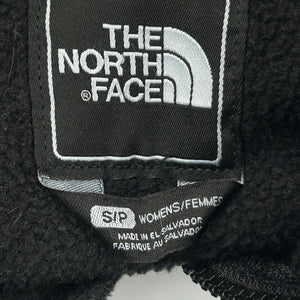 THE
NORTH
FACE
®
S/P WOMENS/FEMMES
MADE IN EL SALVADOR
FABRIQUE AU SALVADOR